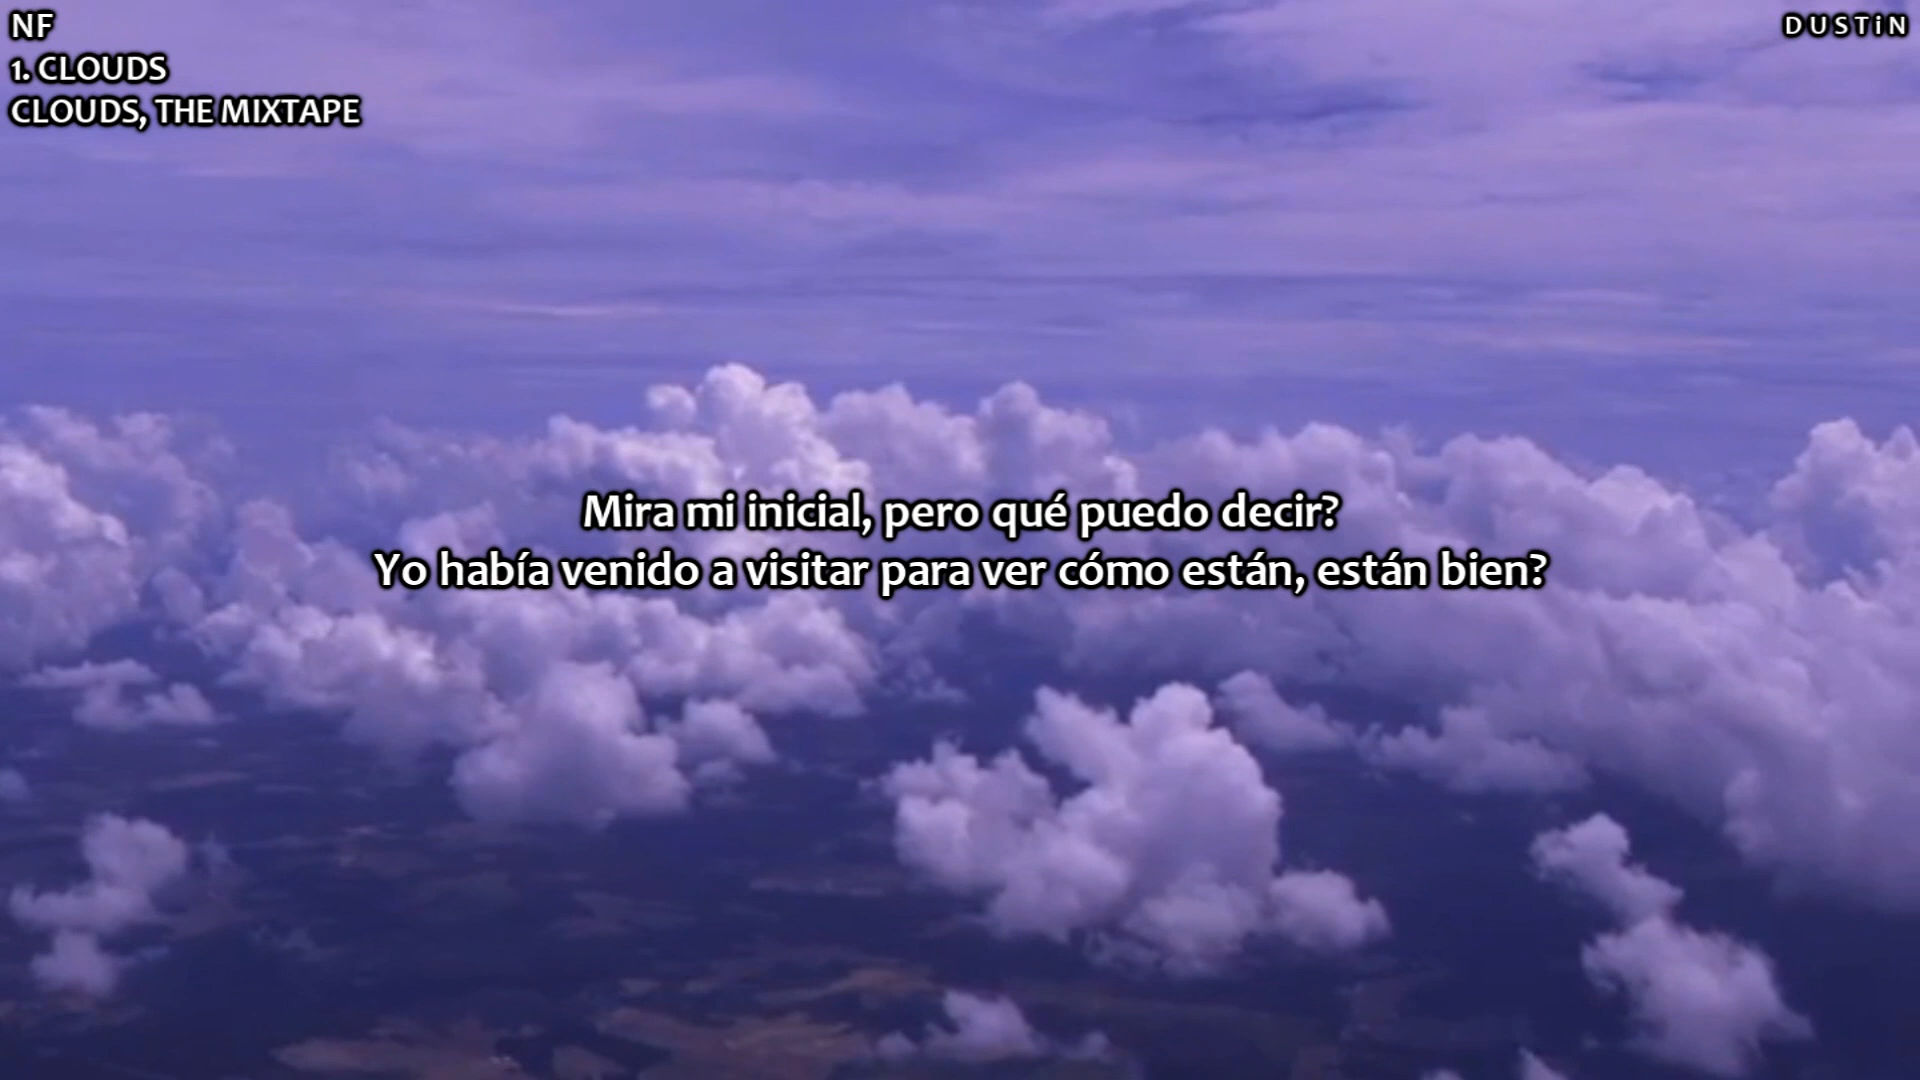 NF
DUSTiN
1. CLOUDS
CLOUDS, THE MIXTAPE
Mira mi inicial, pero qué puedo decir?
Yo había venido a visitar para ver cómo están, están bien?